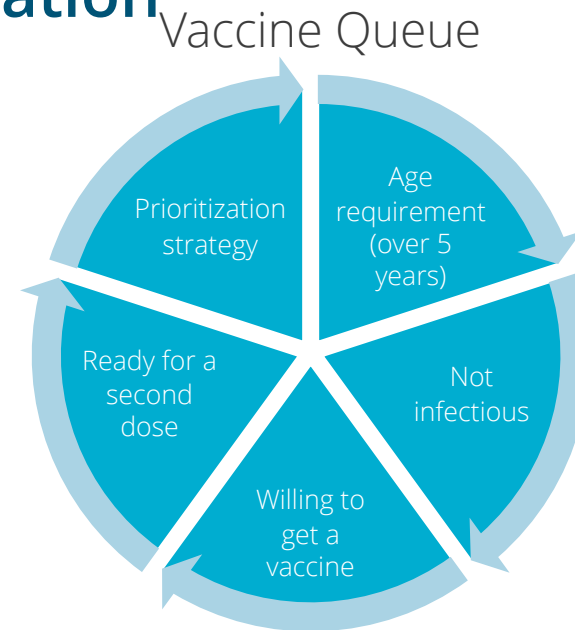 ation
Vaccine Queue
Age
requirement
(over 5
years)
Not
infectious
Willing to
get a
vaccine
Ready for a
second
dose
Prioritization
strategy